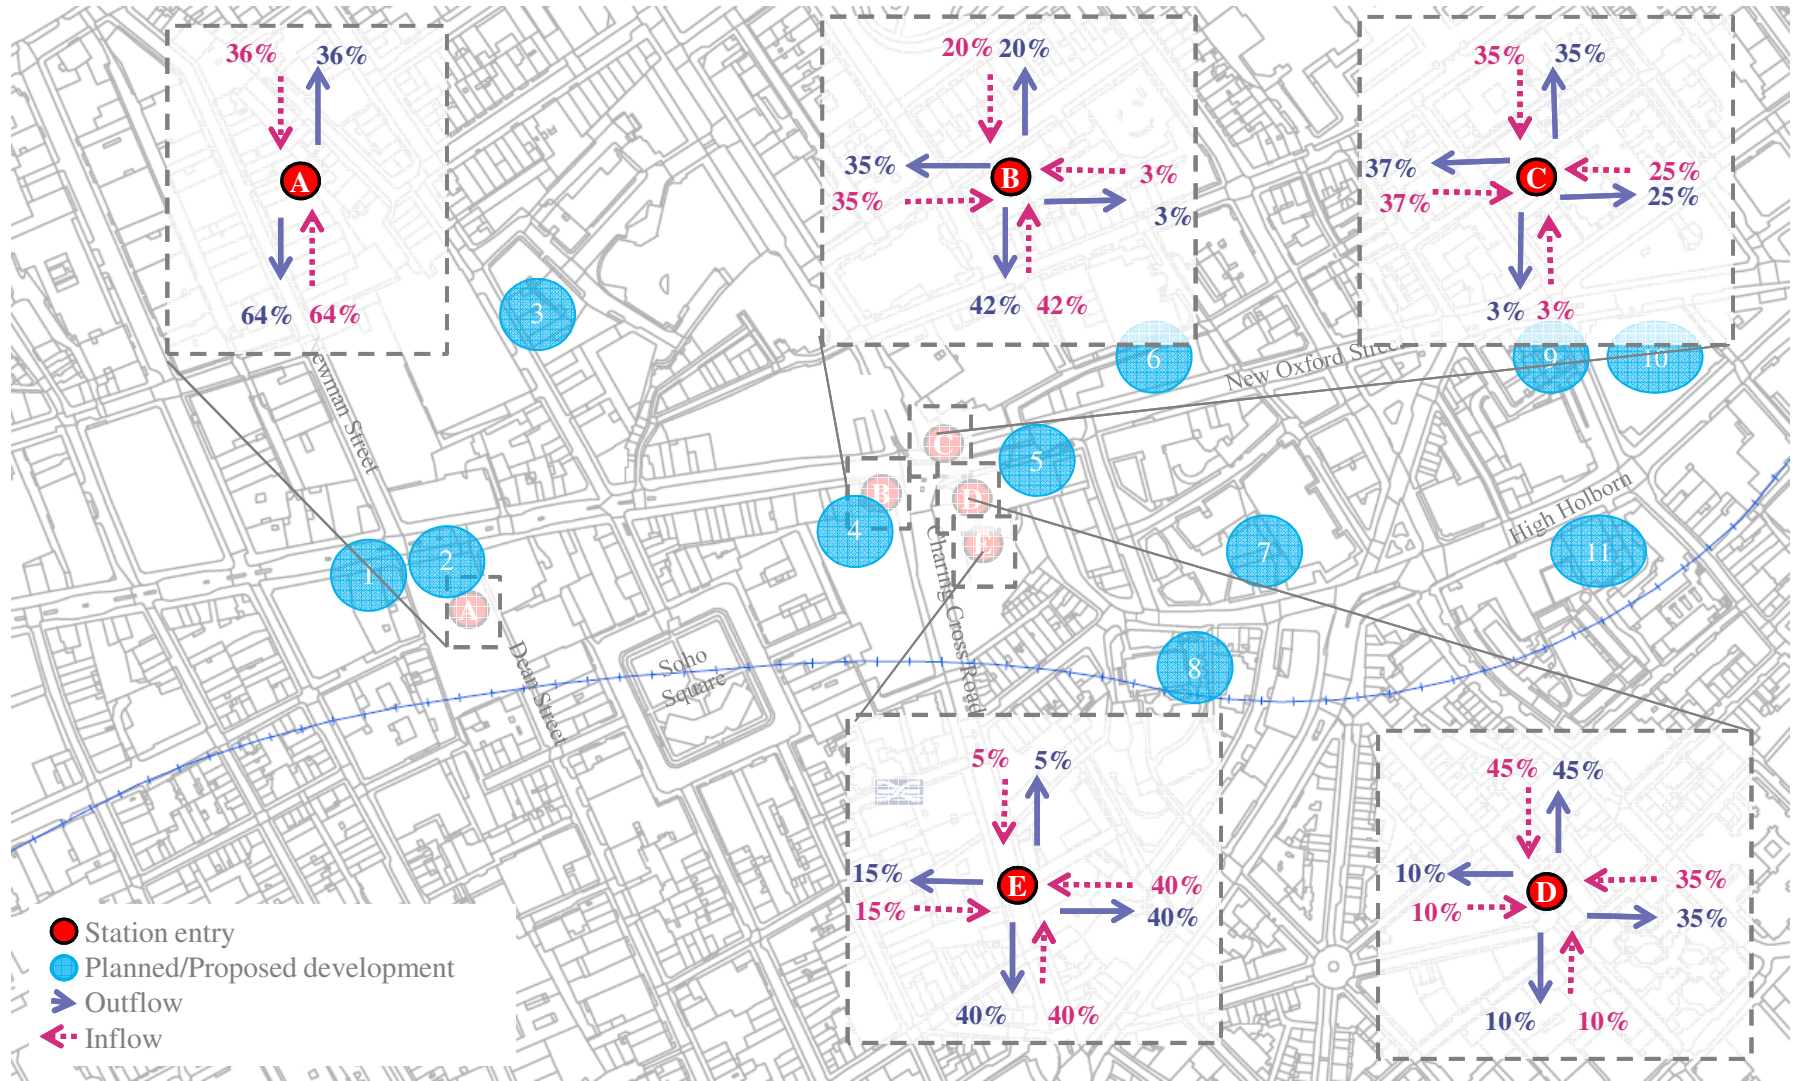 36% 36%
A
64% 64%
20% 20%
35%
B
3%
35%
3%
42% 42%
35% 35%
37%
C
25%
37%
25%
3% 3%
3
6
9
10
New Oxford Street
Newman Street
C
5
B
D
4
E
High Holborn
1
2
7
11
A
Charing Cross Road
Dean Street
Soho
Square
8
5% 5%
15%
E
40%
15%
40%
40% 40%
45% 45%
10%
D
35%
10%
35%
10% 10%
Station entry
Planned/Proposed development
Outflow
Inflow